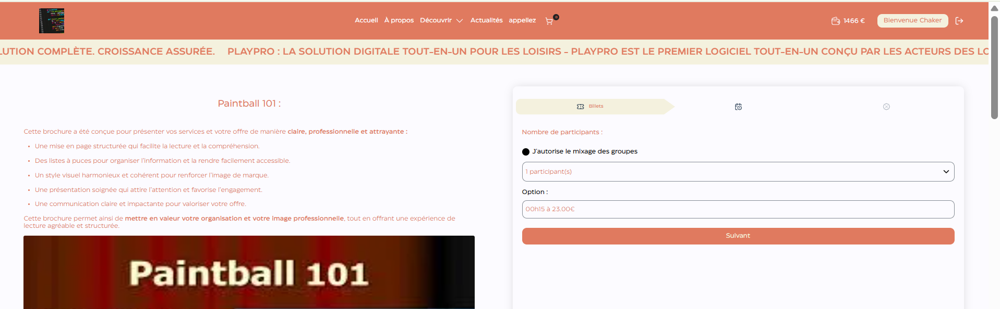 Accueil À propos Découvrir Actualités appellez 0 1466 € Bienvenue Chaker
LUTION COMPLÈTE. CROISSANCE ASSURÉE. PLAYPRO : LA SOLUTION DIGITALE TOUT-EN-UN POUR LES LOISIRS - PLAYPRO EST LE PREMIER LOGICIEL TOUT-EN-UN CONÇU PAR LES ACTEURS DES LO
Paintball 101 :
Cette brochure a été conçue pour présenter vos services et votre offre de manière claire, professionnelle et attrayante :
• Une mise en page structurée qui facilite la lecture et la compréhension.
• Des listes à puces pour organiser l'information et la rendre facilement accessible.
• Un style visuel harmonieux et cohérent pour renforcer l'image de marque.
• Une présentation soignée qui attire l'attention et favorise l'engagement.
• Une communication claire et impactante pour valoriser votre offre.
Cette brochure permet ainsi de mettre en valeur votre organisation et votre image professionnelle, tout en offrant une expérience de
lecture agréable et structurée.
Paintball 101
Billets
Nombre de participants :
J'autorise le mixage des groupes
1 participant(s)
Option :
00h15 à 23.00€
Suivant